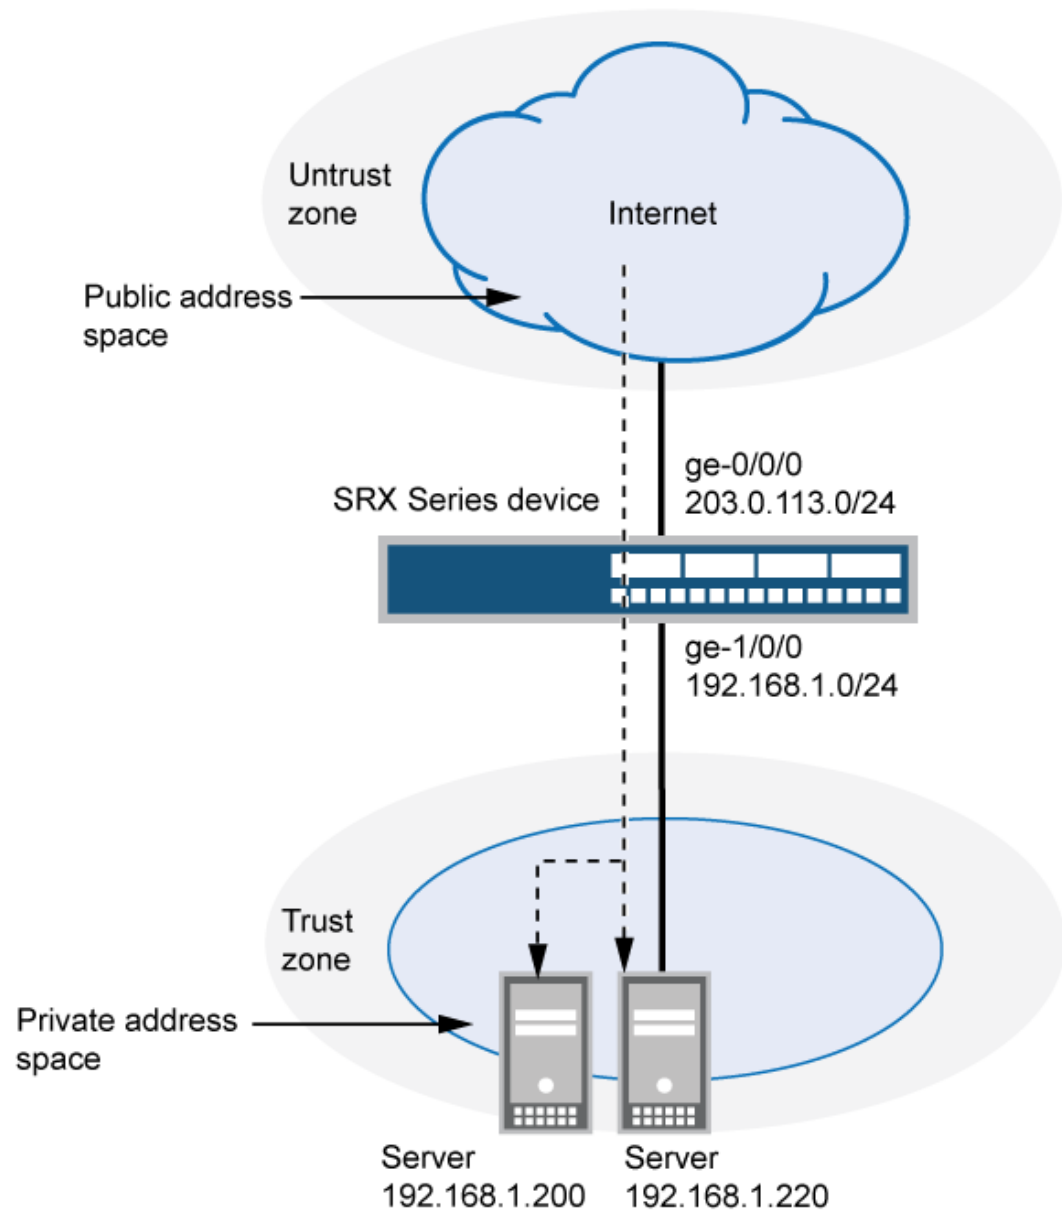 Untrust
zone
Internet
Public address
space
ge-0/0/0
203.0.113.0/24
SRX Series device
ge-1/0/0
192.168.1.0/24
Trust
zone
Private address
space
Server
192.168.1.200
Server
192.168.1.220